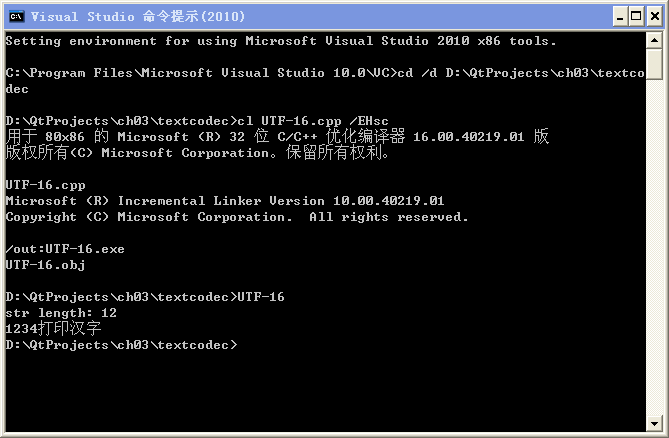 Visual Studio 命令提示(2010)
Setting environment for using Microsoft Visual Studio 2010 x86 tools.
C:\Program Files\Microsoft Visual Studio 10.0\VC>cd /d D:\QtProjects\ch03\textco
dec
D:\QtProjects\ch03\textcodec>cl UTF-16.cpp /EHsc
用于 80x86 的 Microsoft (R) 32 位 C/C++ 优化编译器 16.00.40219.01 版
版权所有(C) Microsoft Corporation。保留所有权利。
UTF-16.cpp
Microsoft (R) Incremental Linker Version 10.00.40219.01
Copyright (C) Microsoft Corporation.  All rights reserved.
/out:UTF-16.exe
UTF-16.obj
D:\QtProjects\ch03\textcodec>UTF-16
str length: 12
1234打印汉字
D:\QtProjects\ch03\textcodec>